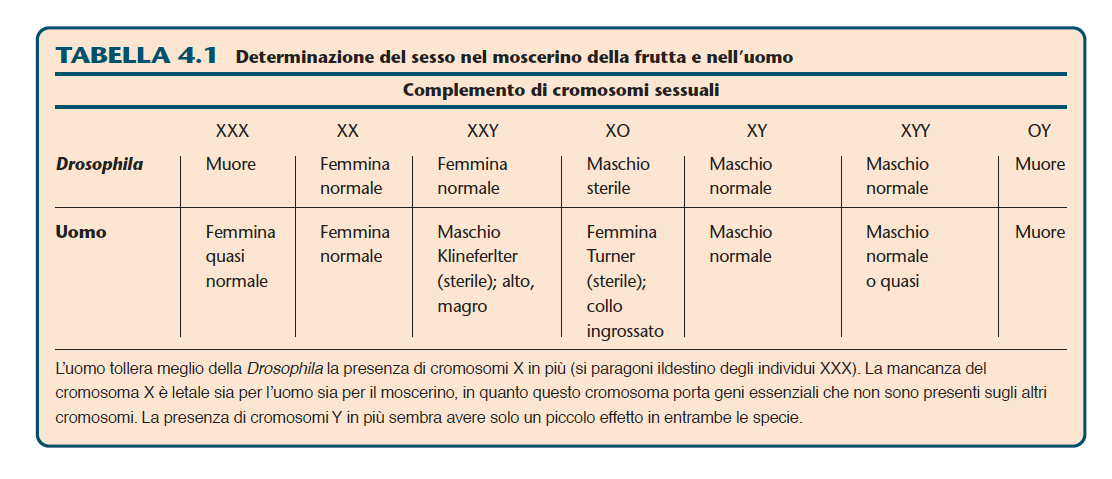 TABELLA 4.1 Determinazione del sesso nel moscerino della frutta e nell'uomo
Complemento di cromosomi sessuali
XXX XX XXY XO XY XYY OY
Drosophila Muore Femmina Femmina Maschio Maschio Maschio Muore
normale normale sterile normale normale
Uomo Femmina Femmina Maschio Femmina Maschio Maschio Muore
quasi normale Klineferlter Turner normale normale
normale (sterile); alto, (sterile); o quasi
magro collo
ingrossato
L'uomo tollera meglio della Drosophila la presenza di cromosomi X in più (si paragoni ildestino degli individui XXX). La mancanza del
cromosoma X è letale sia per l'uomo sia per il moscerino, in quanto questo cromosoma porta geni essenziali che non sono presenti sugli altri
cromosomi. La presenza di cromosomi Y in più sembra avere solo un piccolo effetto in entrambe le specie.